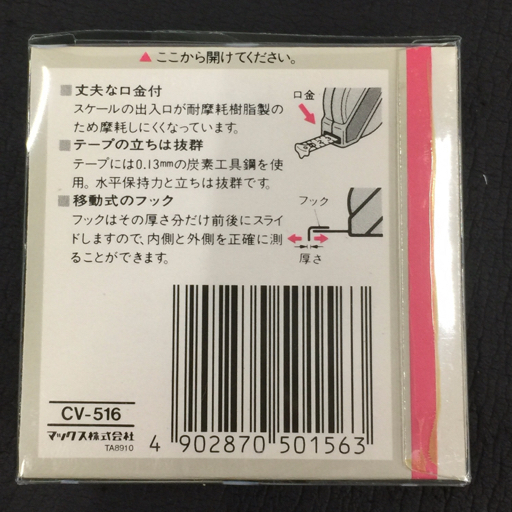 ▲ ここから開けてください。
■ 丈夫な口金付
スケールの出入口が耐摩耗樹脂製の
ため摩耗しにくくなっています。
■ テープの立ちは抜群
テープには0.13mmの炭素工具鋼を使
用。水平保持力と立ちは抜群です。
■ 移動式のフック
フックはその厚さ分だけ前後にスライ
ドしますので、内側と外側を正確に測
ることができます。
口金
フック
厚さ
CV-516
マックス株式会社
TA8910
4 902870 501563